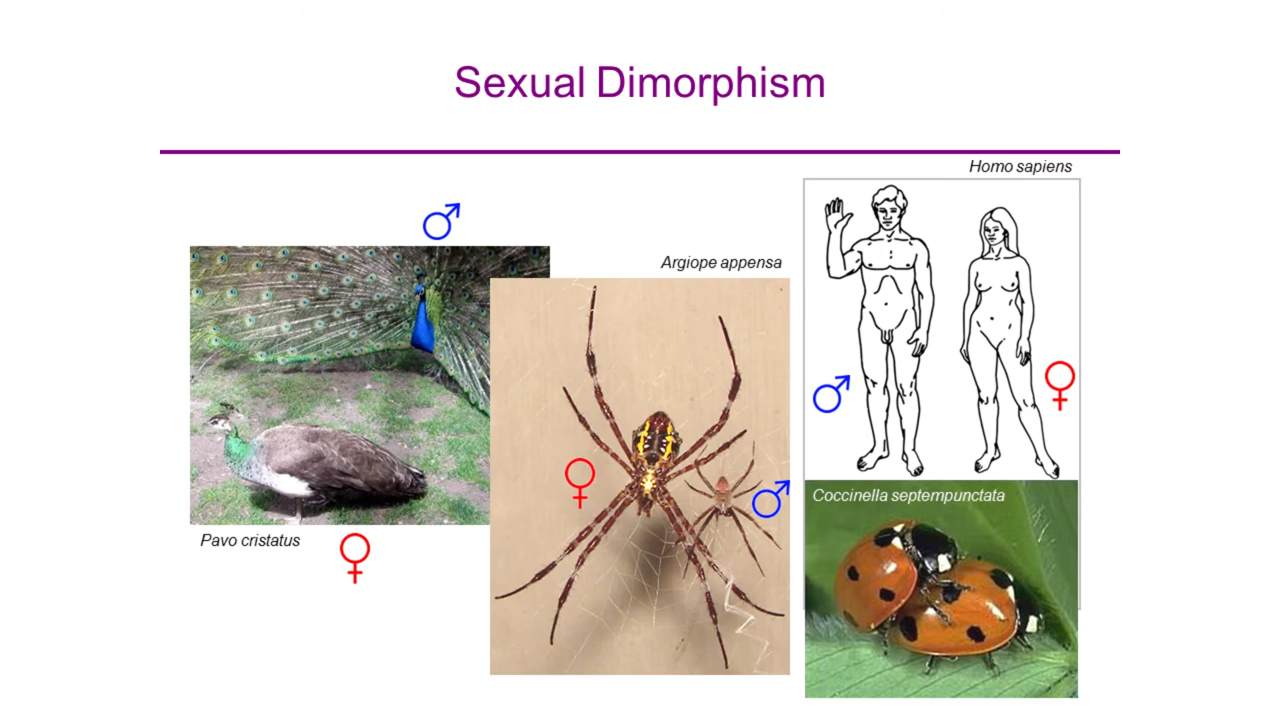 Sexual Dimorphism
Homo sapiens
Argiope appensa
Coccinella septempunctata
Pavo cristatus